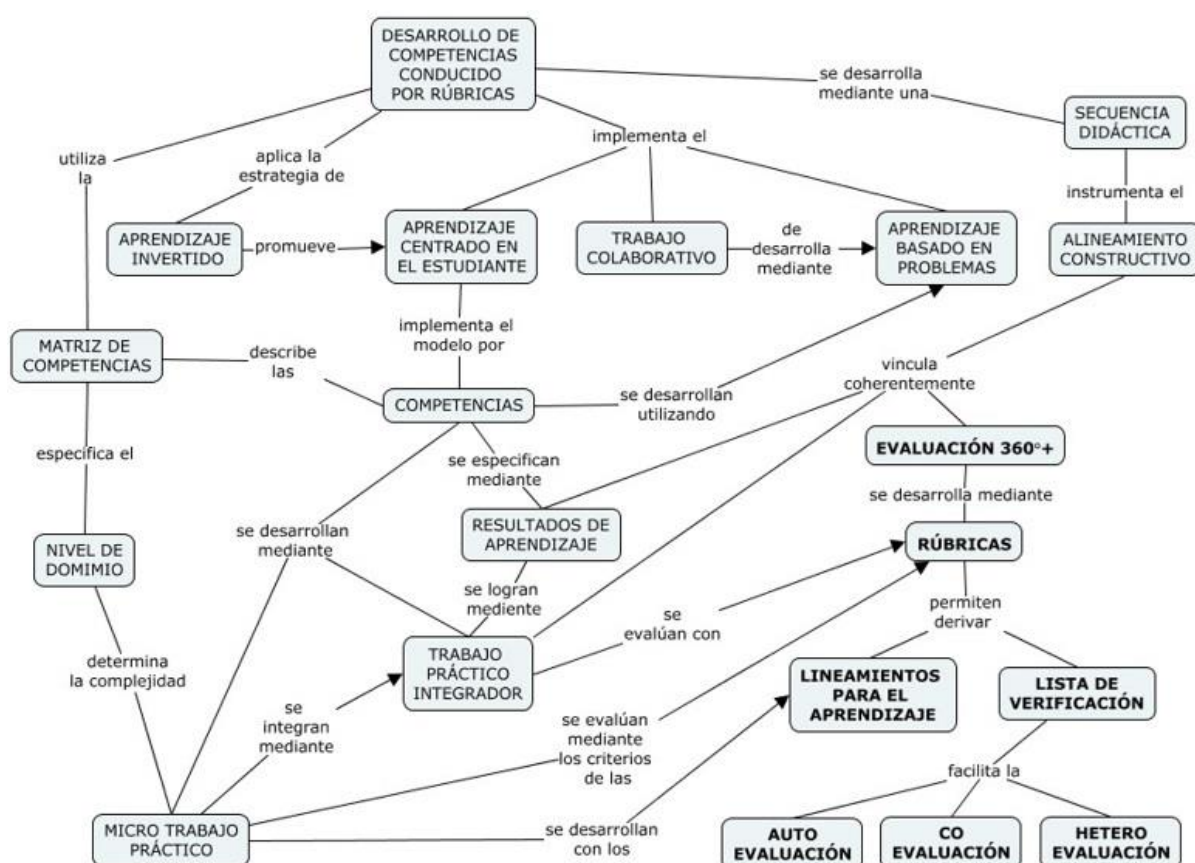 DESARROLLO DE
COMPETENCIAS
CONDUCIDO
POR RÚBRICAS
se desarrolla
mediante una
SECUENCIA
DIDÁCTICA
utiliza
la
aplica la
estrategia de
implementa el
instrumenta el
APRENDIZAJE
INVERTIDO
promueve
APRENDIZAJE
CENTRADO EN
EL ESTUDIANTE
TRABAJO
COLABORATIVO
de
desarrolla
mediante
APRENDIZAJE
BASADO EN
PROBLEMAS
ALINEAMIENTO
CONSTRUCTIVO
MATRIZ DE
COMPETENCIAS
describe
las
implementa el
modelo por
vincula
coherentemente
COMPETENCIAS
se desarrollan
utilizando
especifica el
se especifican
mediante
EVALUACIÓN 360°+
se desarrolla mediante
NIVEL DE
DOMIMIO
se desarrollan
mediante
RESULTADOS DE
APRENDIZAJE
RÚBRICAS
se logran
mediente
se
evalúan con
permiten
derivar
determina
la complejidad
TRABAJO
PRÁCTICO
INTEGRADOR
LINEAMIENTOS
PARA EL
APRENDIZAJE
LISTA DE
VERIFICACIÓN
se
integran
mediante
se evalúan
mediante
los criterios
de las
facilita la
MICRO TRABAJO
PRÁCTICO
se desarrollan
con los
AUTO
EVALUACIÓN
CO
EVALUACIÓN
HETERO
EVALUACIÓN